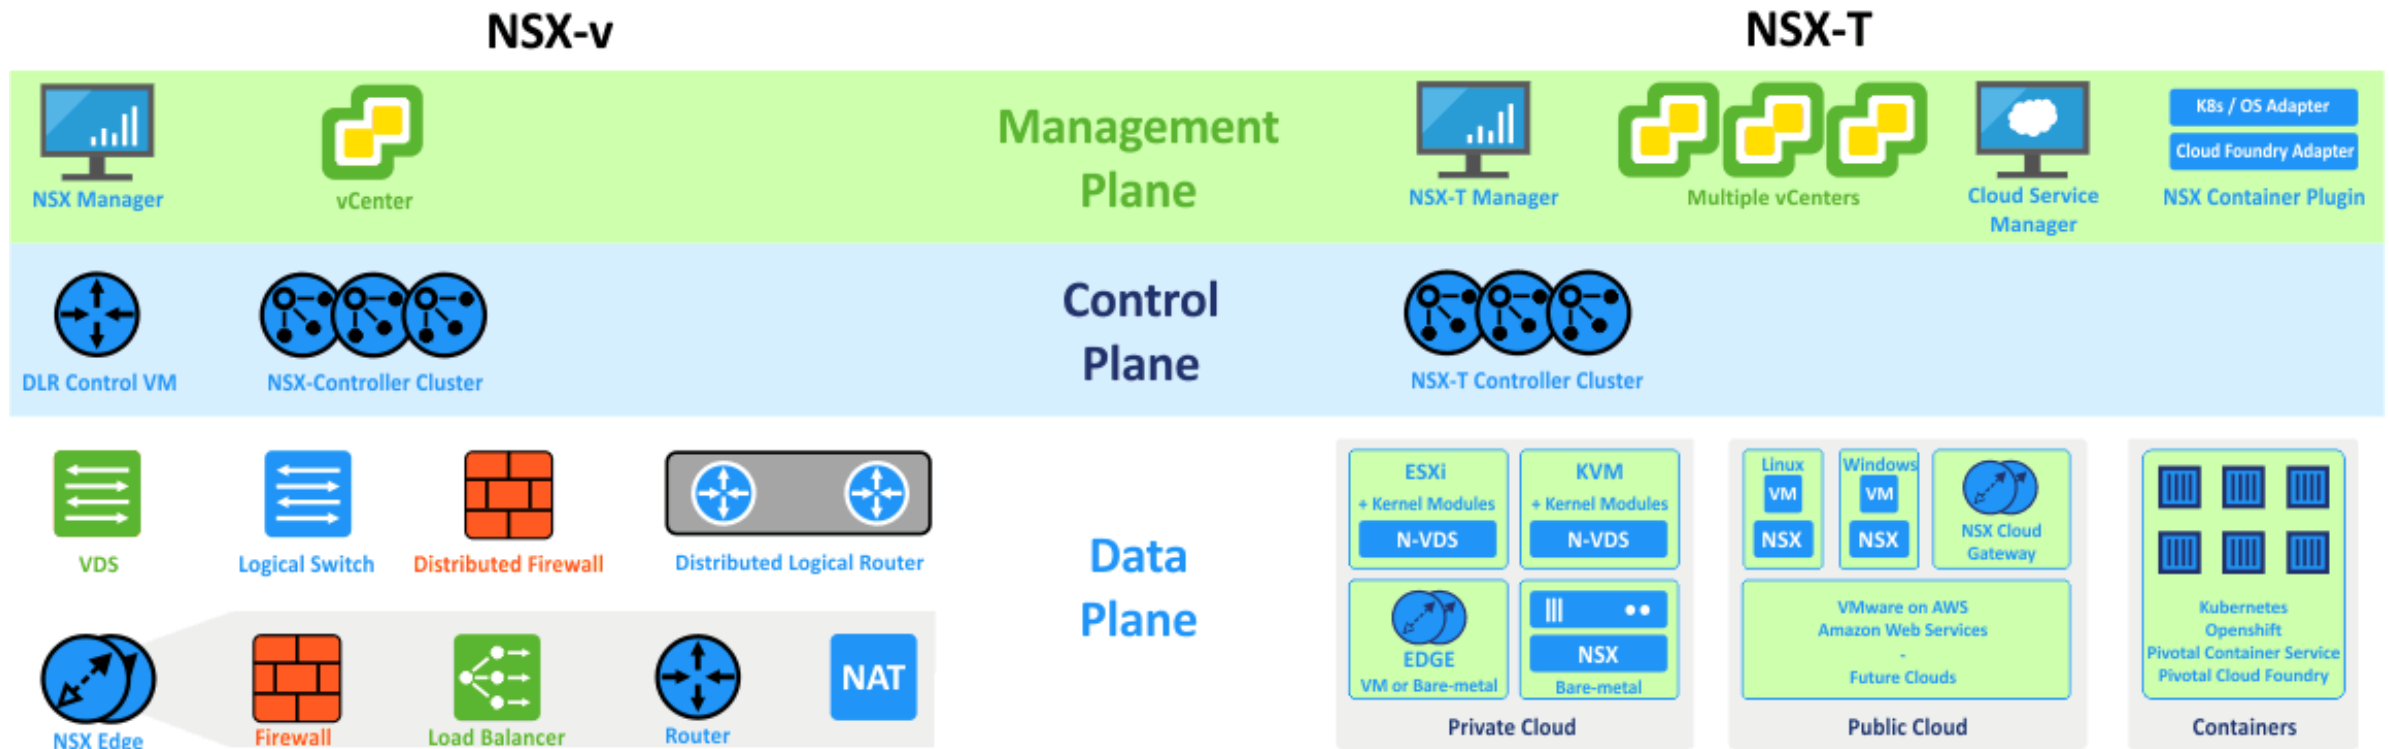 NSX-v
NSX-T
Management
Plane
NSX Manager
vCenter
NSX-T Manager
Multiple vCenters
Cloud Service
Manager
K8s / OS Adapter
Cloud Foundry Adapter
NSX Container Plugin
Control
Plane
DLR Control VM
NSX-Controller Cluster
NSX-T Controller Cluster
Data
Plane
VDS
Logical Switch
Distributed Firewall
Distributed Logical Router
NSX Edge
Firewall
Load Balancer
Router
NAT
ESXi
+ Kernel Modules
N-VDS
KVM
+ Kernel Modules
N-VDS
EDGE
VM or Bare-metal
NSX
Bare-metal
Private Cloud
Linux
VM
NSX
Windows
VM
NSX
NSX Cloud
Gateway
VMware on AWS
Amazon Web Services
-
Future Clouds
Public Cloud
Kubernetes
Openshift
Pivotal Container Service
Pivotal Cloud Foundry
Containers